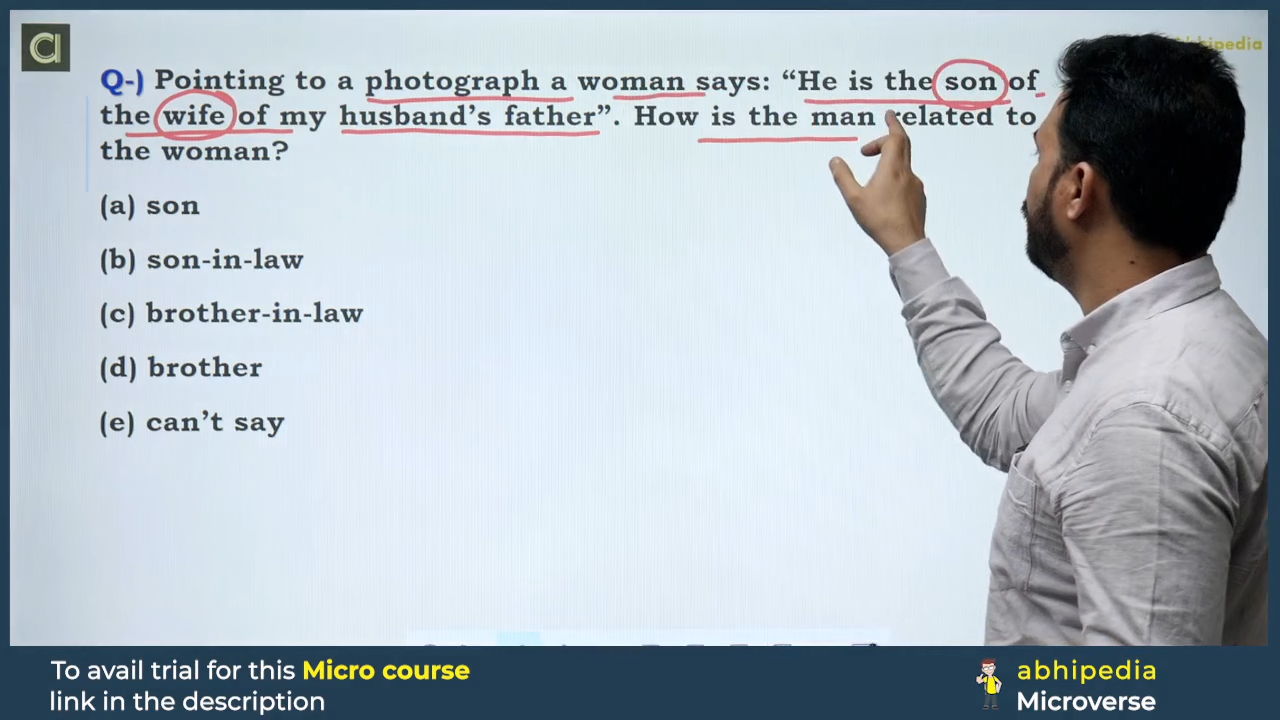 Q-) Pointing to a photograph a woman says: “He is the son of
the wife of my husband’s father”. How is the man related to
the woman?
(a) son
(b) son-in-law
(c) brother-in-law
(d) brother
(e) can’t say
To avail trial for this Micro course
link in the description
abhipedia
Microverse